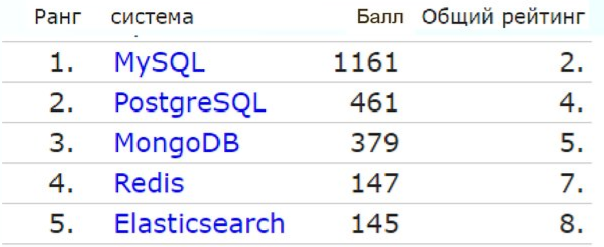 Ранг система Балл Общий рейтинг
1. MySQL 1161 2.
2. PostgreSQL 461 4.
3. MongoDB 379 5.
4. Redis 147 7.
5. Elasticsearch 145 8.